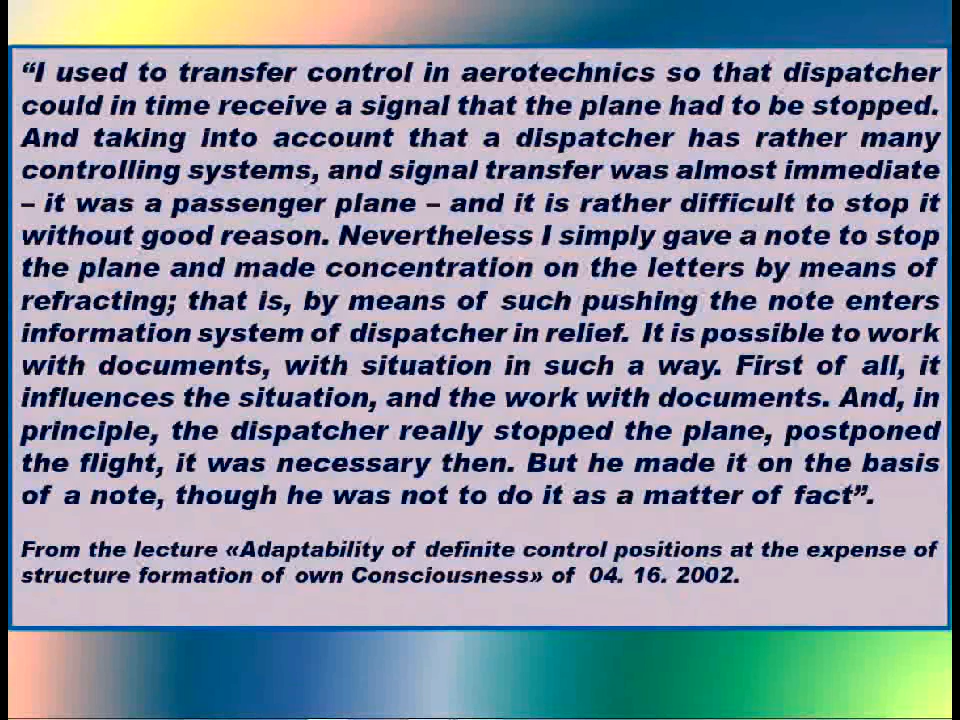 “I used to transfer control in aerotechnics so that dispatcher
could in time receive a signal that the plane had to be stopped.
And taking into account that a dispatcher has rather many
controlling systems, and signal transfer was almost immediate
– it was a passenger plane – and it is rather difficult to stop it
without good reason. Nevertheless I simply gave a note to stop
the plane and made concentration on the letters by means of
refracting; that is, by means of such pushing the note enters
information system of dispatcher in relief. It is possible to work
with documents, with situation in such a way. First of all, it
influences the situation, and the work with documents. And, in
principle, the dispatcher really stopped the plane, postponed
the flight, it was necessary then. But he made it on the basis
of a note, though he was not to do it as a matter of fact”.
From the lecture «Adaptability of definite control positions at the expense of
structure formation of own Consciousness» of 04. 16. 2002.